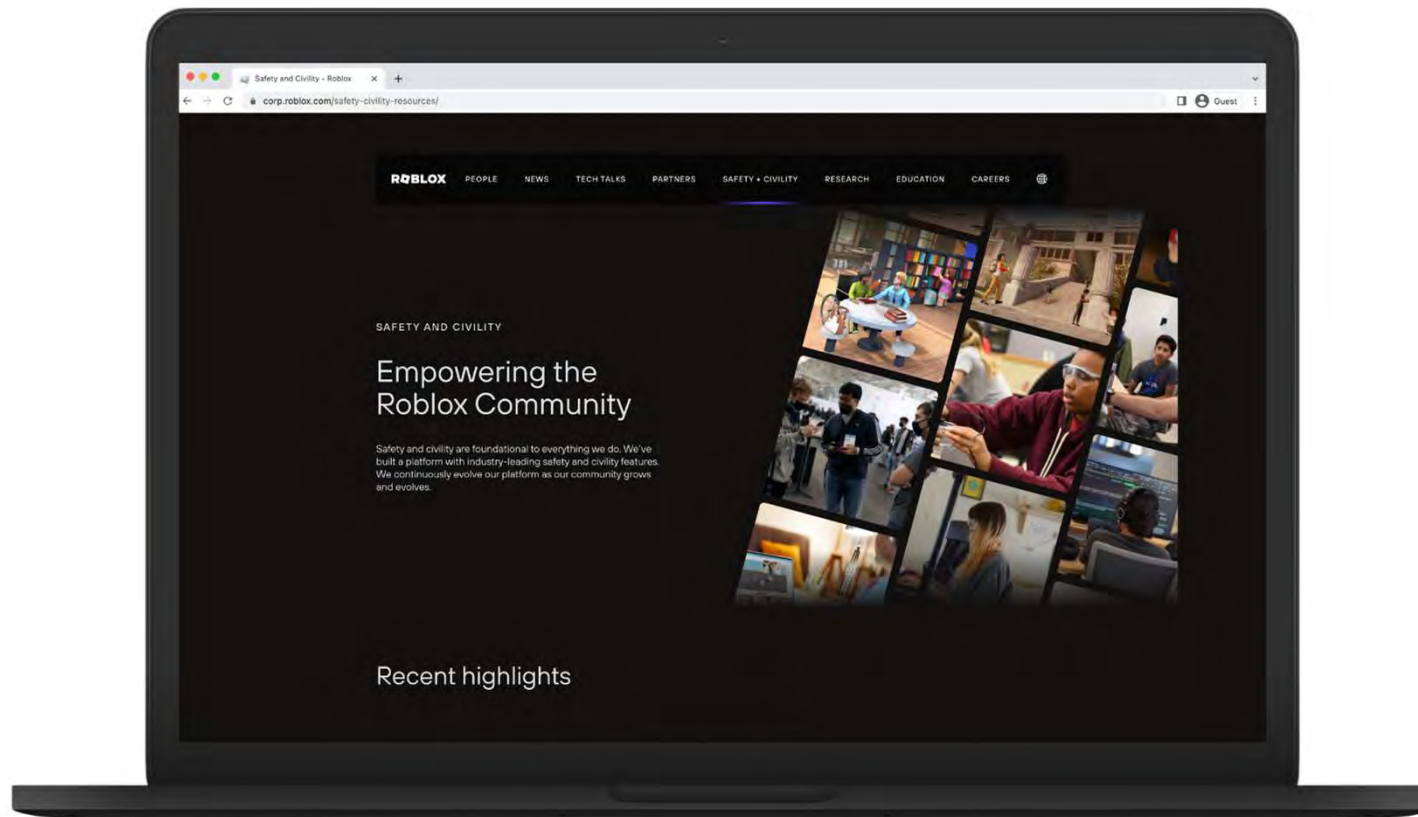 Safety and Civility - Roblox
corp.roblox.com/safety-civility-resources/
Guest
ROBLOX PEOPLE NEWS TECH TALKS PARTNERS SAFETY + CIVILITY RESEARCH EDUCATION CAREERS
SAFETY AND CIVILITY
Empowering the
Roblox Community
Safety and civility are foundational to everything we do. We've
built a platform with industry-leading safety and civility features.
We continuously evolve our platform as our community grows
and evolves.
Recent highlights